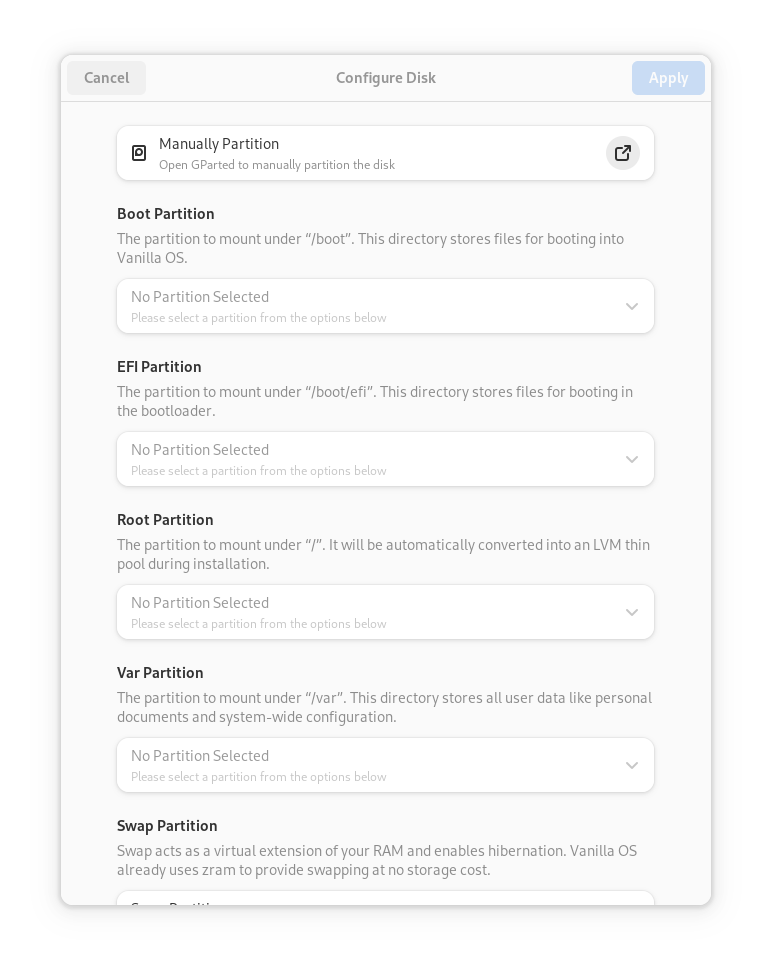 Cancel
Configure Disk
Apply
Manually Partition
Open GParted to manually partition the disk
Boot Partition
The partition to mount under “/boot”. This directory stores files for booting into
Vanilla OS.
No Partition Selected
Please select a partition from the options below
EFI Partition
The partition to mount under “/boot/efi”. This directory stores files for booting in
the bootloader.
No Partition Selected
Please select a partition from the options below
Root Partition
The partition to mount under “/”. It will be automatically converted into an LVM thin
pool during installation.
No Partition Selected
Please select a partition from the options below
Var Partition
The partition to mount under “/var”. This directory stores all user data like personal
documents and system-wide configuration.
No Partition Selected
Please select a partition from the options below
Swap Partition
Swap acts as a virtual extension of your RAM and enables hibernation. Vanilla OS
already uses zram to provide swapping at no storage cost.